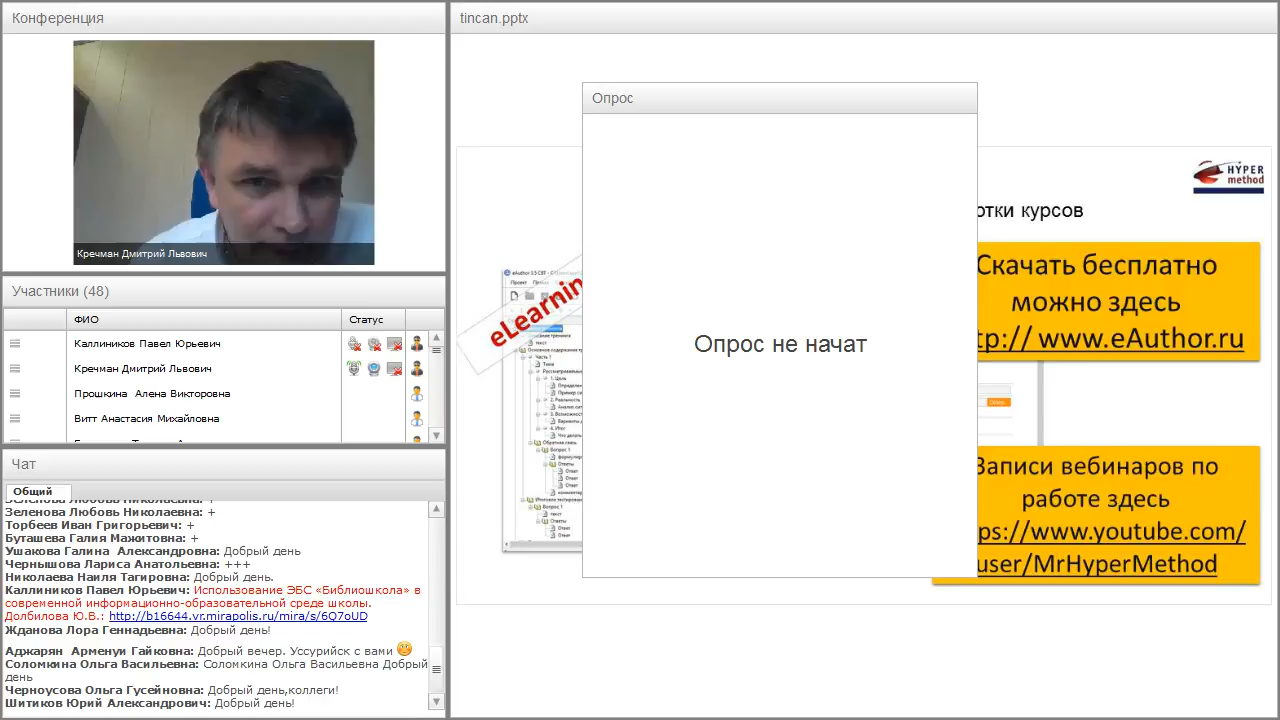 Конференция
Кречман Дмитрий Львович
Участники (48)
ФИО
Статус
Каллиников Павел Юрьевич
Кречман Дмитрий Львович
Прошкина Алена Викторовна
Витт Анастасия Михайловна
Чат
Общий
Зеленова Любовь Николаевна: +
Зеленова Любовь Николаевна: +
Торбеев Иван Григорьевич: +
Буташева Галия Мажитовна: +
Ушакова Галина Александровна: Добрый день
Чернышова Лариса Анатольевна: +++
Николаева Наиля Тагировна: Добрый день.
Каллиников Павел Юрьевич: Использование ЭБС «Библиошкола» в
современной информационно-образовательной среде школы.
Долбилова Ю.В.: http://b16644.vr.mirapolis.ru/mira/s/6Q7oUD
Жданова Лора Геннадьевна: Добрый день!
Аджарян Арменуи Гайковна: Добрый вечер. Уссурийск с вами
Соломкина Ольга Васильевна: Соломкина Ольга Васильевна Добрый
день
Черноусова Ольга Гусейновна: Добрый день,коллеги!
Шитиков Юрий Александрович: Добрый день!
tincan.pptx
Опрос
Опрос не начат
HYPER
method
отки курсов
Скачать бесплатно
можно здесь
tp:// www.eAuthor.ru
Записи вебинаров по
работе здесь
ps://www.youtube.com/
user/MrHyperMethod
eLearnin